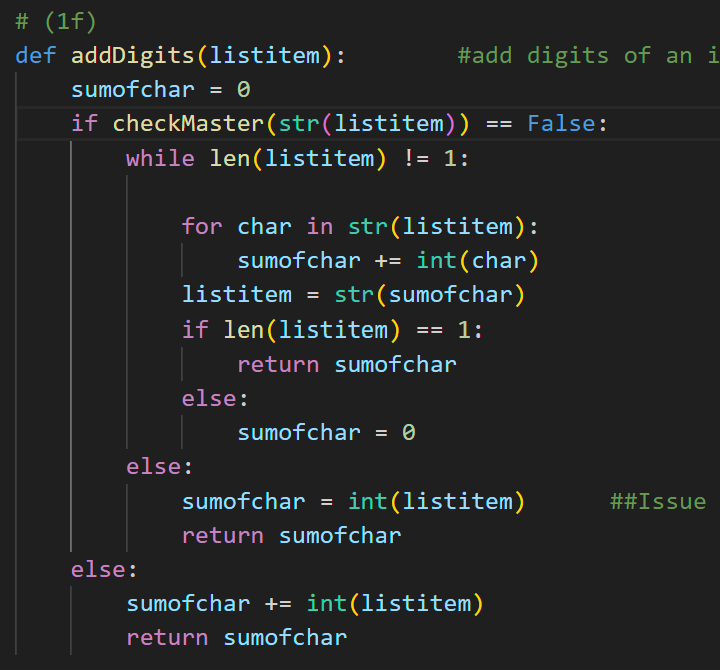 # (1f)
def addDigits(listitem):        #add digits of an i
    sumofchar = 0
    if checkMaster(str(listitem)) == False:
        while len(listitem) != 1:

            for char in str(listitem):
                sumofchar += int(char)
            listitem = str(sumofchar)
            if len(listitem) == 1:
                return sumofchar
            else:
                sumofchar = 0
        else:
            sumofchar = int(listitem)      ##Issue
            return sumofchar
    else:
        sumofchar += int(listitem)
        return sumofchar